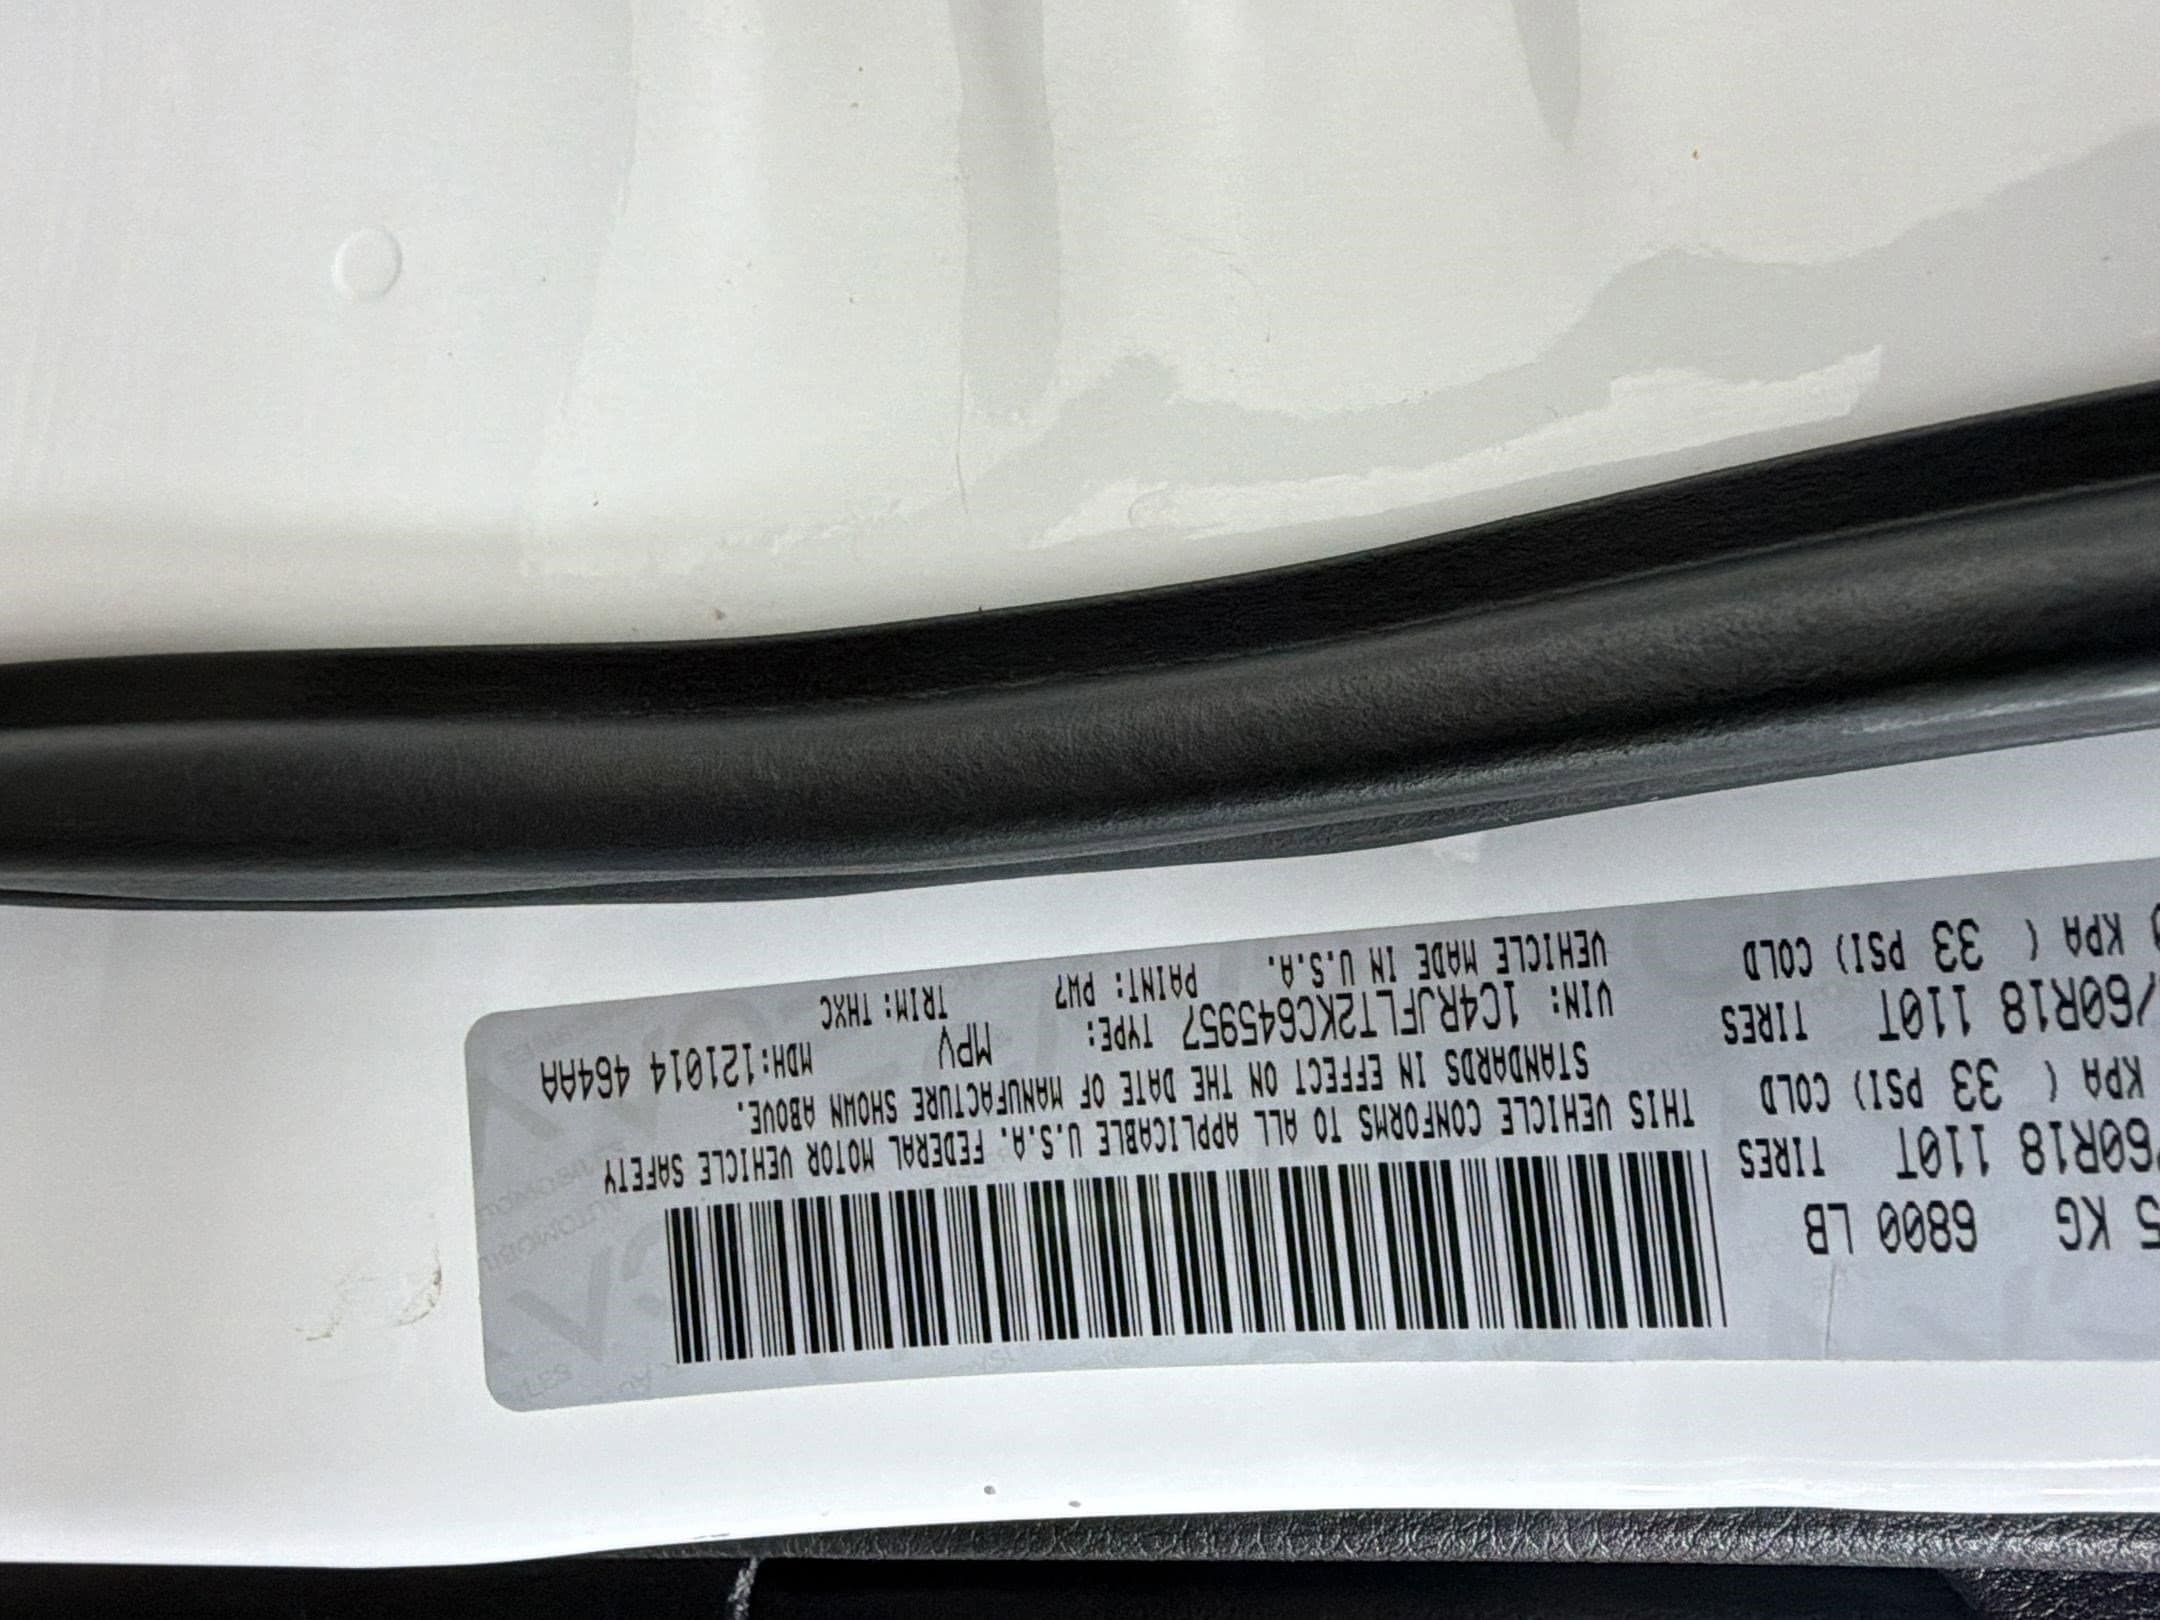 5 KG 6800 LB
60R18 110T TIRES
KPA ( 33 PSI) COLD
/60R18 110T TIRES
KPA ( 33 PSI) COLD
THIS VEHICLE CONFORMS TO ALL APPLICABLE U.S.A. FEDERAL MOTOR VEHICLE SAFETY
STANDARDS IN EFFECT ON THE DATE OF MANUFACTURE SHOWN ABOVE.
VIN: 1C4RJFLT2KC645957 TYPE: MPV MDH:121014 464AA
VEHICLE MADE IN U.S.A. PAINT: PW7 TRIM: THXC